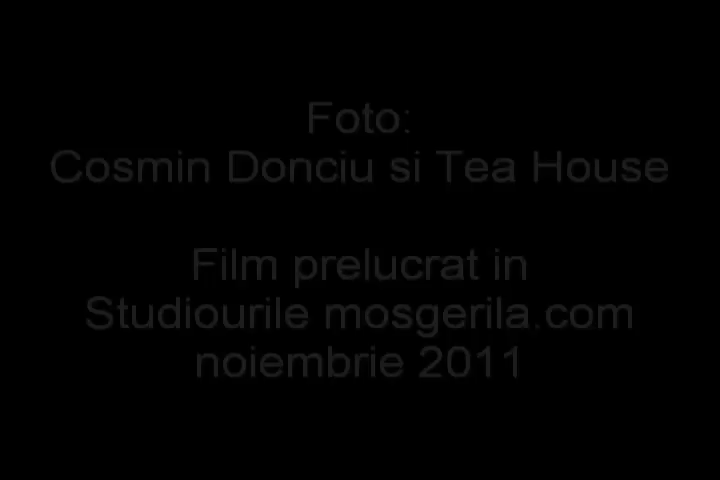 Foto:
Cosmin Donciu si Tea House
Film prelucrat in
Studiourile mosgerila.com
noiembrie 2011